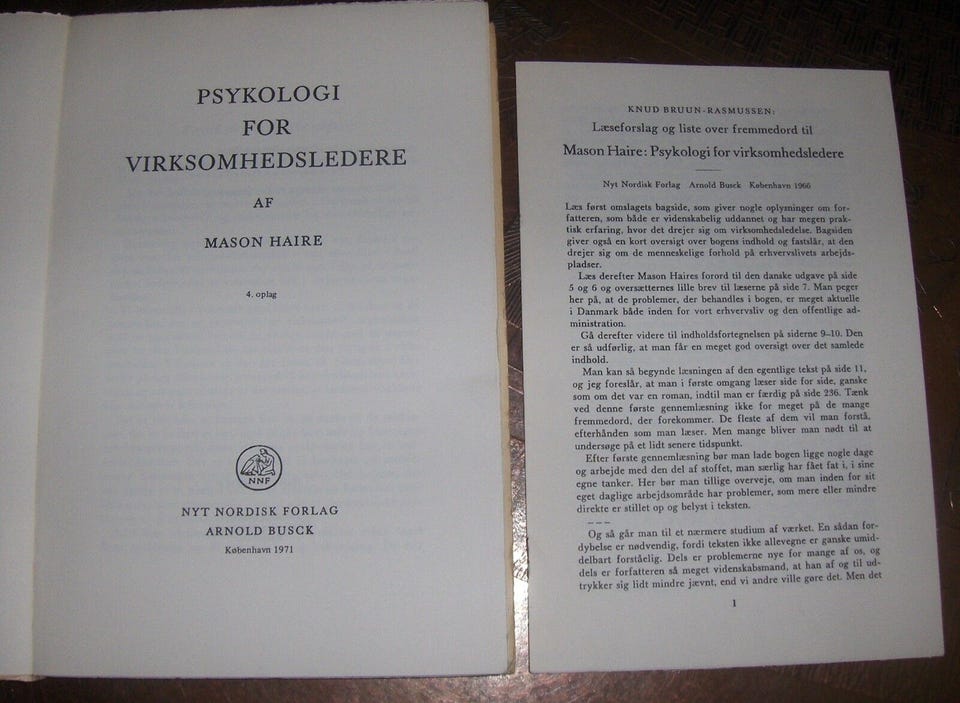 PSYKOLOGI
FOR
VIRKSOMHEDSLEDERE
AF
MASON HAIRE
4. oplag
NNF
NYT NORDISK FORLAG
ARNOLD BUSCK
København 1971
KNUD BRUUN-RASMUSSEN:
Læseforslag og liste over fremmedord til
Mason Haire: Psykologi for virksomhedsledere
Nyt Nordisk Forlag Arnold Busck København 1966
Læs først omslagets bagside, som giver nogle oplysninger om for-
fatteren, som både er videnskabelig uddannet og har megen prak-
tisk erfaring, hvor det drejer sig om virksomhedsledelse. Bagsiden
giver også en kort oversigt over bogens indhold og fastslår, at den
drejer sig om de menneskelige forhold på erhvervslivets arbejds-
pladser.
Læs derefter Mason Haires forord til den danske udgave på side
5 og 6 og oversætternes lille brev til læserne på side 7. Man peger
her på, at de problemer, der behandles i bogen, er meget aktuelle
i Danmark både inden for vort erhvervsliv og den offentlige ad-
ministration.
Gå derefter videre til indholdsfortegnelsen på siderne 9–10. Den
er så udførlig, at man får en meget god oversigt over det samlede
indhold.
Man kan så begynde læsningen af den egentlige tekst på side 11,
og jeg foreslår, at man i første omgang læser side for side, ganske
som om det var en roman, indtil man er færdig på side 236. Tænk
ved denne første gennemlæsning ikke for meget på de mange
fremmedord, der forekommer. De fleste af dem vil man forstå,
efterhånden som man læser. Men mange bliver man nødt til at
undersøge på et lidt senere tidspunkt.
Efter første gennemlæsning bør man lade bogen ligge nogle dage
og arbejde med den del af stoffet, man særlig har fået fat i, i sine
egne tanker. Her bør man tillige overveje, om man inden for sit
eget daglige arbejdsområde har problemer, som mere eller mindre
direkte er stillet op og belyst i teksten.
———
Og så går man til et nærmere studium af værket. En sådan for-
dybelse er nødvendig, fordi teksten ikke allevegne er ganske umid-
delbart forståelig. Dels er problemerne nye for mange af os, og
dels er forfatteren så meget videnskabsmand, at han af og til ud-
trykker sig lidt mindre jævnt, end vi andre ville gøre det. Men det
1